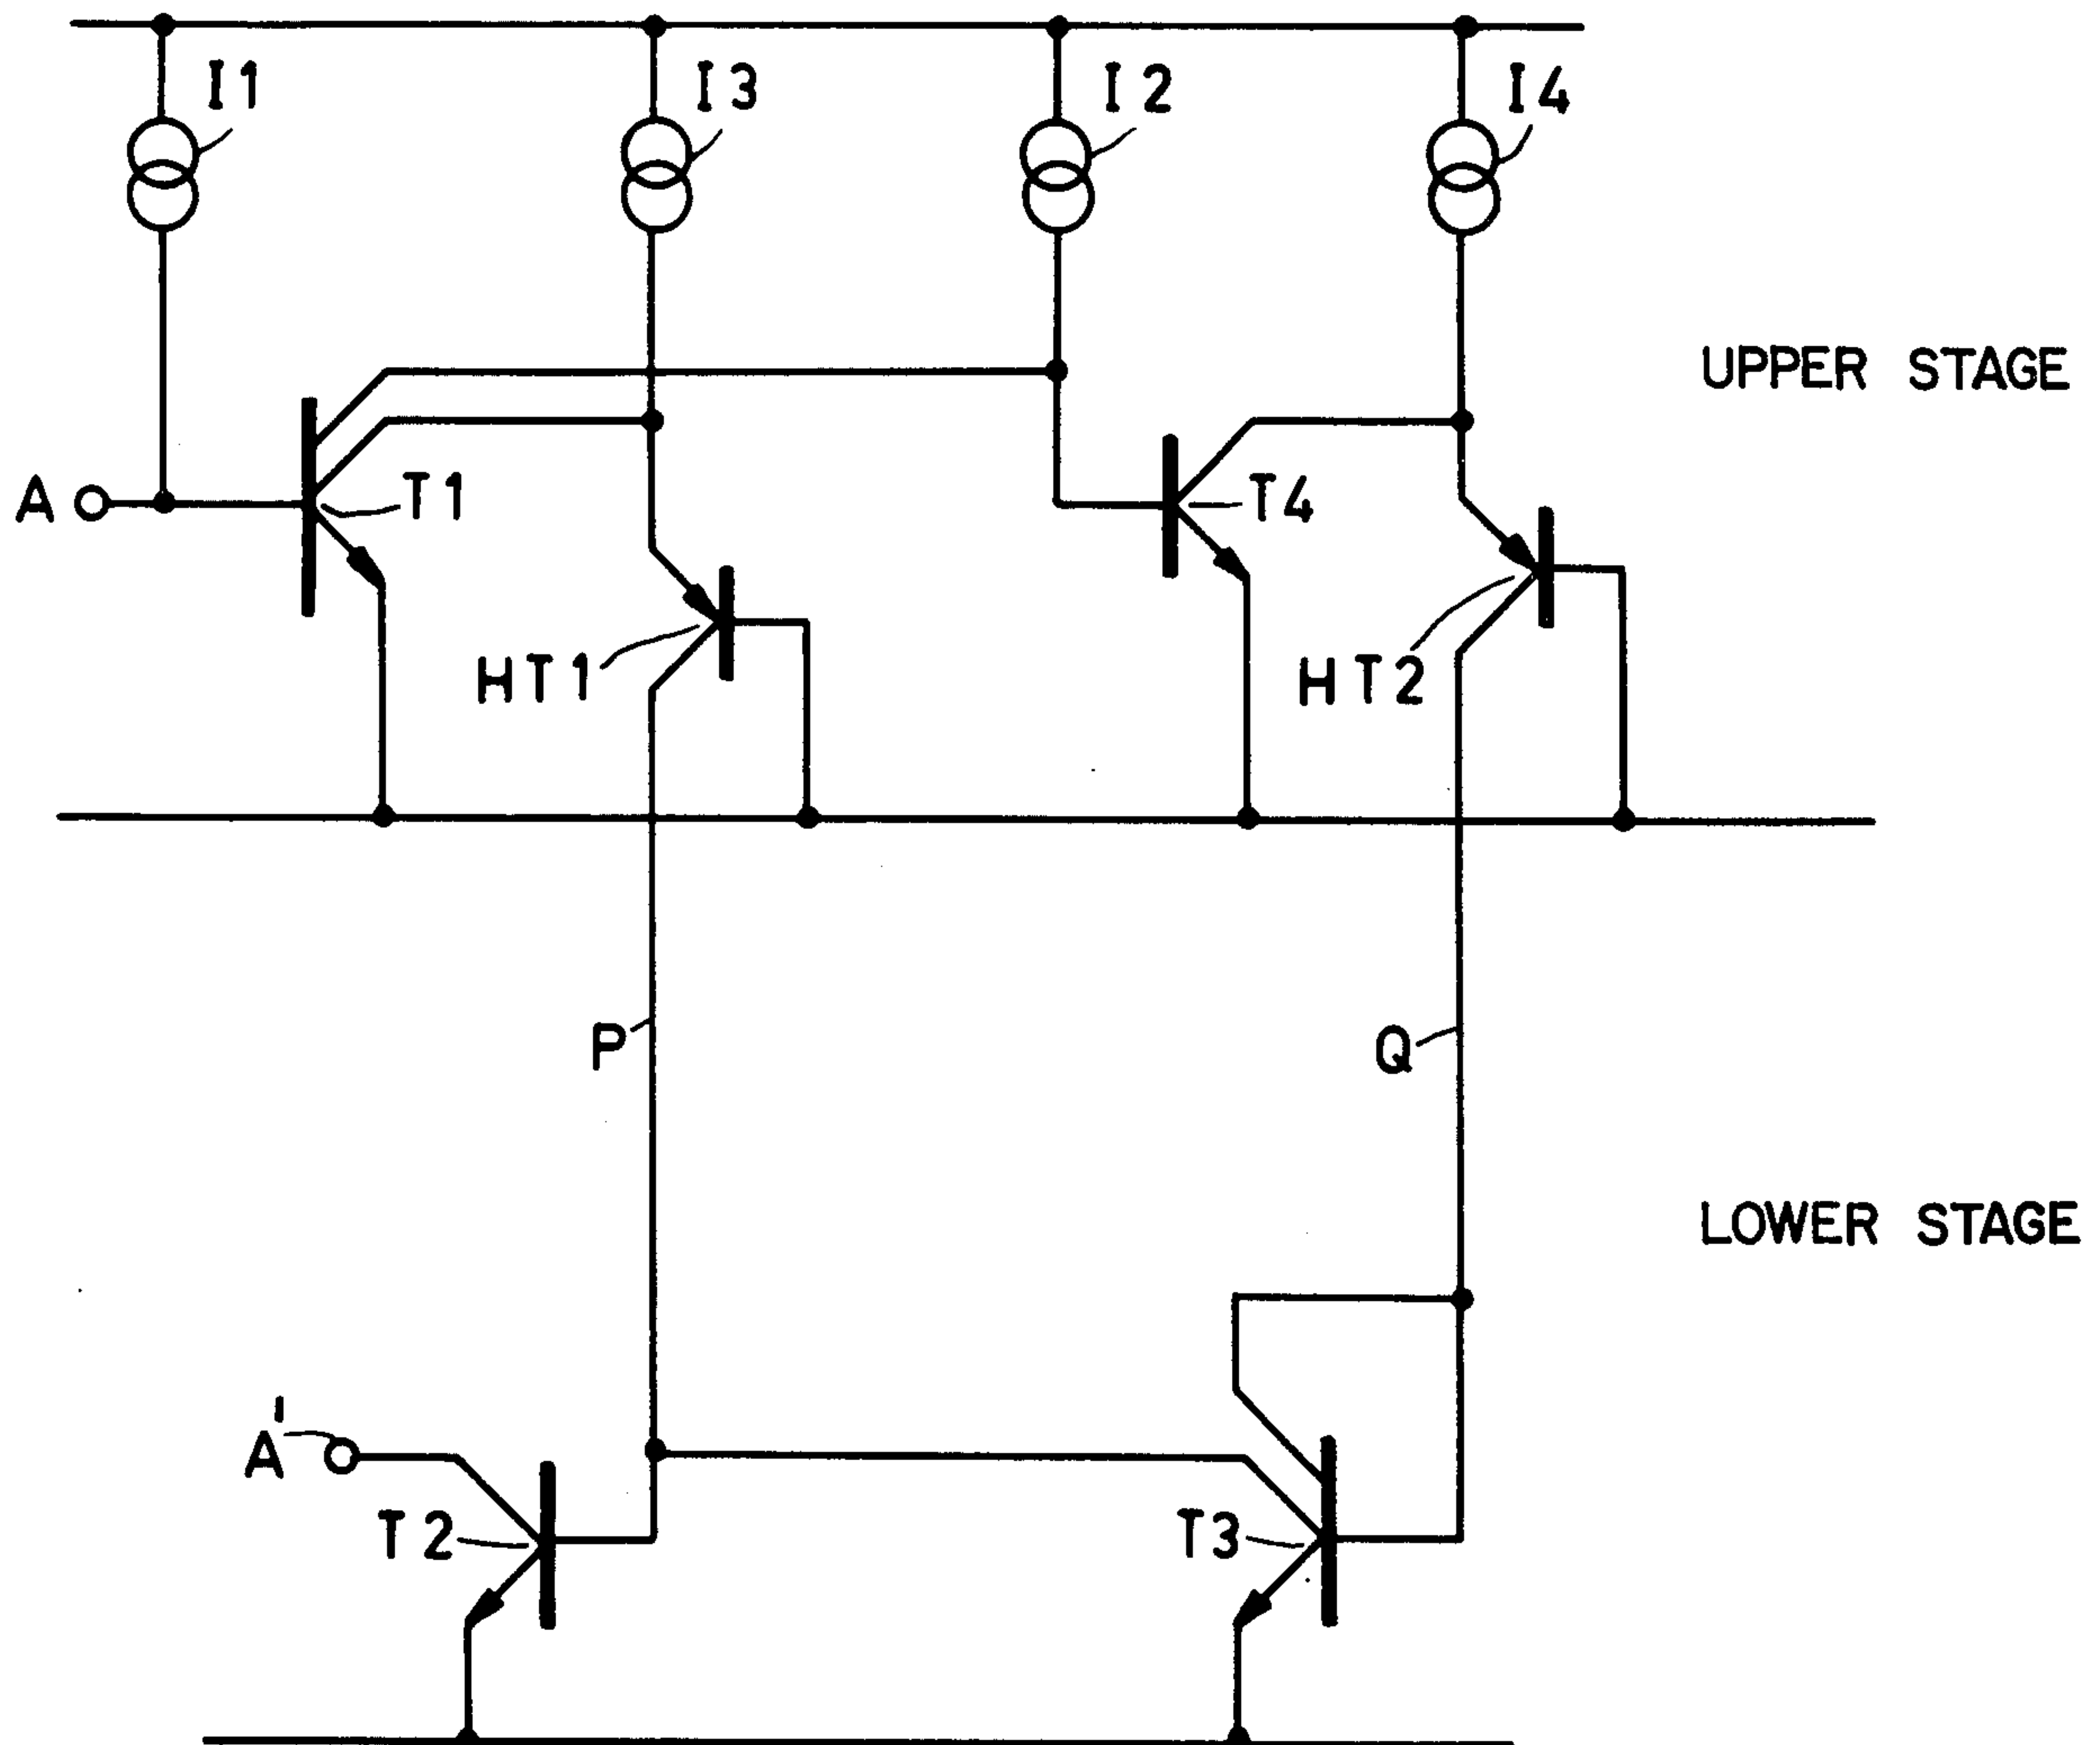 I1 I3 I2 I4
UPPER STAGE
A T1 T4
HT1 HT2
P Q
LOWER STAGE
A'
T2 T3